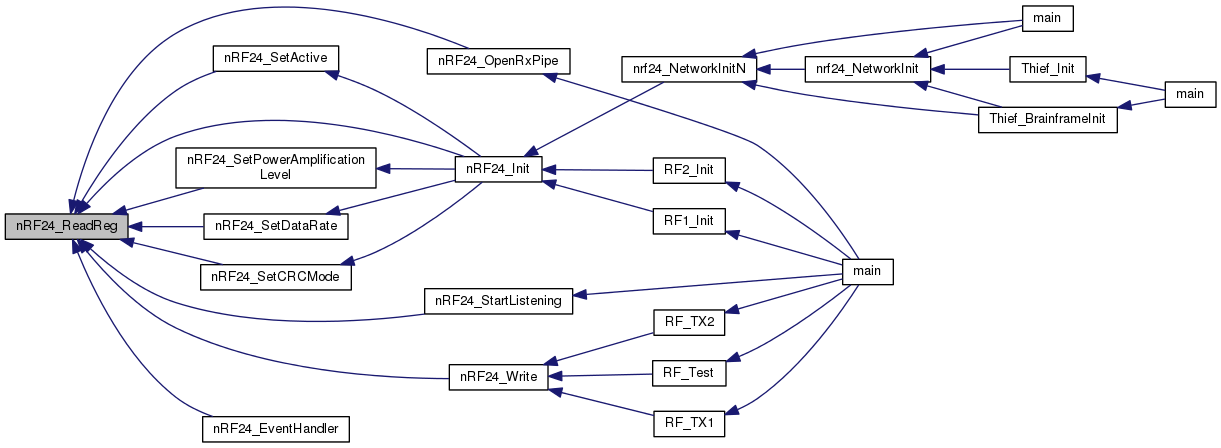 main
nRF24_SetActive
nRF24_OpenRxPipe
nrf24_NetworkInitN
nrf24_NetworkInit
Thief_Init
main
Thief_BrainframeInit
nRF24_SetPowerAmplification
Level
nRF24_Init
RF2_Init
nRF24_ReadReg
nRF24_SetDataRate
RF1_Init
nRF24_SetCRCMode
main
nRF24_StartListening
RF_TX2
nRF24_Write
RF_Test
RF_TX1
nRF24_EventHandler